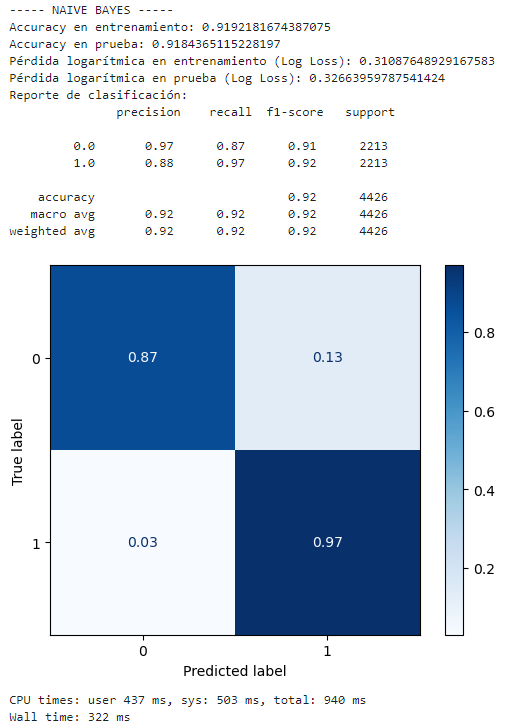 ----- NAIVE BAYES -----
Accuracy en entrenamiento: 0.9192181674387075
Accuracy en prueba: 0.9184365115228197
Pérdida logarítmica en entrenamiento (Log Loss): 0.31087648929167583
Pérdida logarítmica en prueba (Log Loss): 0.32663959787541424
Reporte de clasificación:
precision recall f1-score support
0.0 0.97 0.87 0.91 2213
1.0 0.88 0.97 0.92 2213
accuracy 0.92 4426
macro avg 0.92 0.92 0.92 4426
weighted avg 0.92 0.92 0.92 4426
0.8
0 0.87 0.13
0.6
True label
0.4
1 0.03 0.97
0.2
0 1
Predicted label
CPU times: user 437 ms, sys: 503 ms, total: 940 ms
Wall time: 322 ms